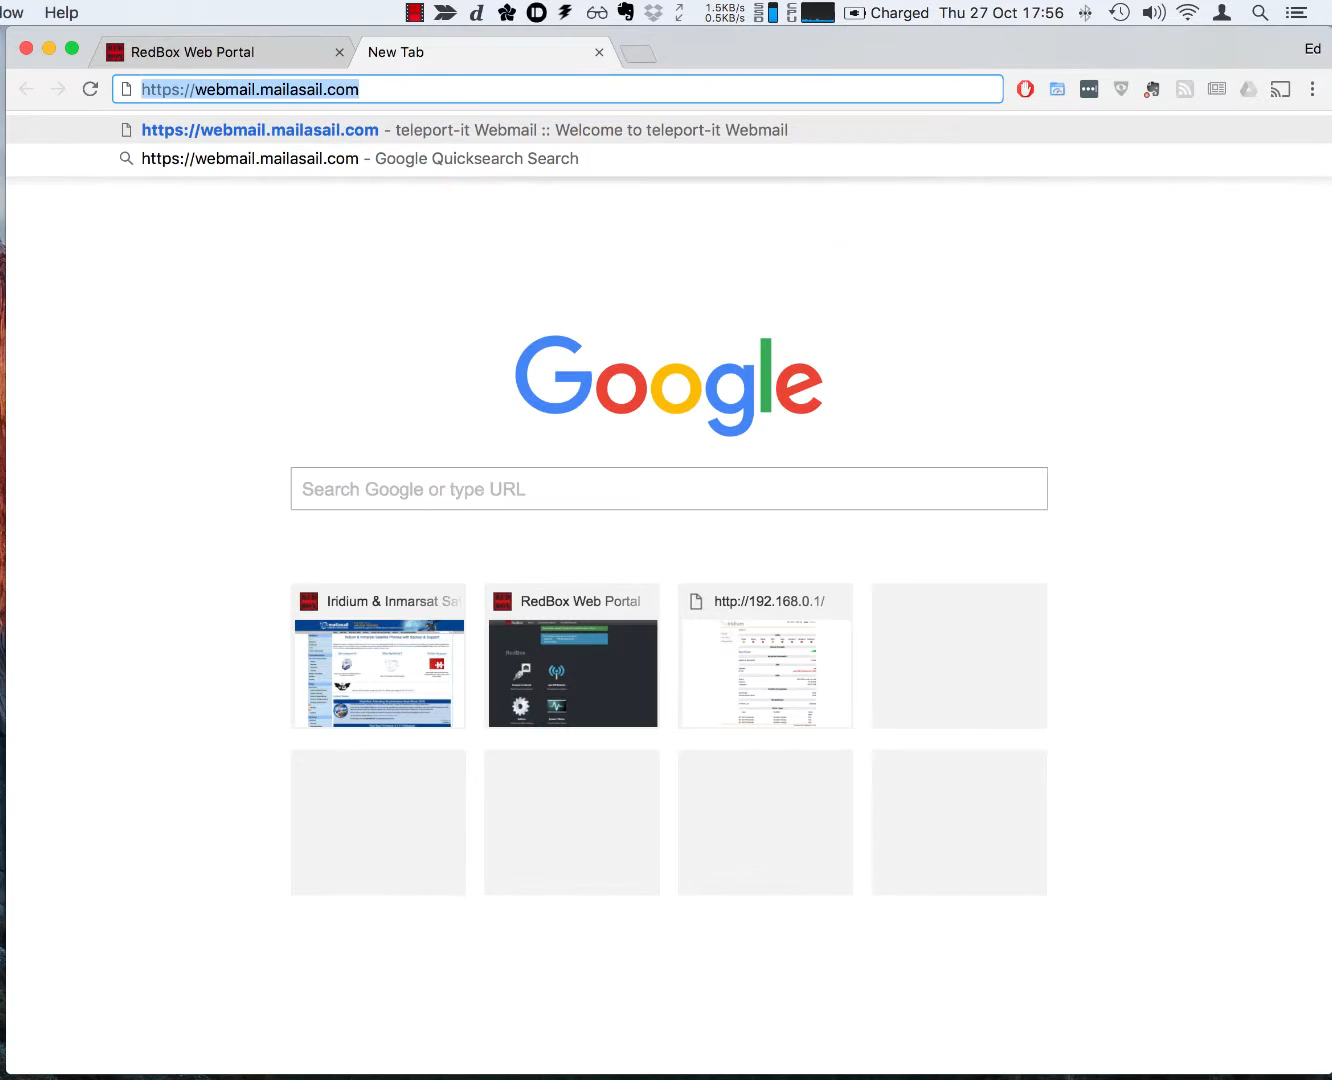 low Help 1.5KB/s 0.5KB/s SSD CPU Charged Thu 27 Oct 17:56
RedBox Web Portal New Tab Ed
https://webmail.mailasail.com
https://webmail.mailasail.com - teleport-it Webmail :: Welcome to teleport-it Webmail
https://webmail.mailasail.com - Google Quicksearch Search
Google
Search Google or type URL
Iridium & Inmarsat Sa RedBox Web Portal http://192.168.0.1/